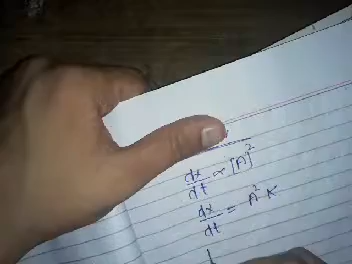 dx/dt ∝ [A]²
dx/dt = A² K